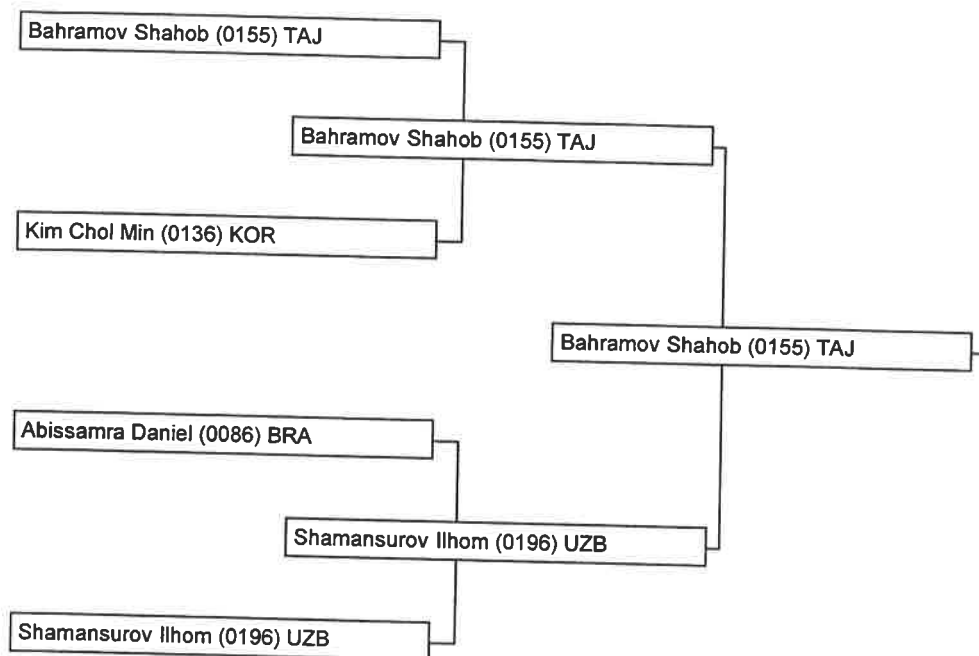 Bahramov Shahob (0155) TAJ
Bahramov Shahob (0155) TAJ
Kim Chol Min (0136) KOR
Bahramov Shahob (0155) TAJ
Abissamra Daniel (0086) BRA
Shamansurov Ilhom (0196) UZB
Shamansurov Ilhom (0196) UZB